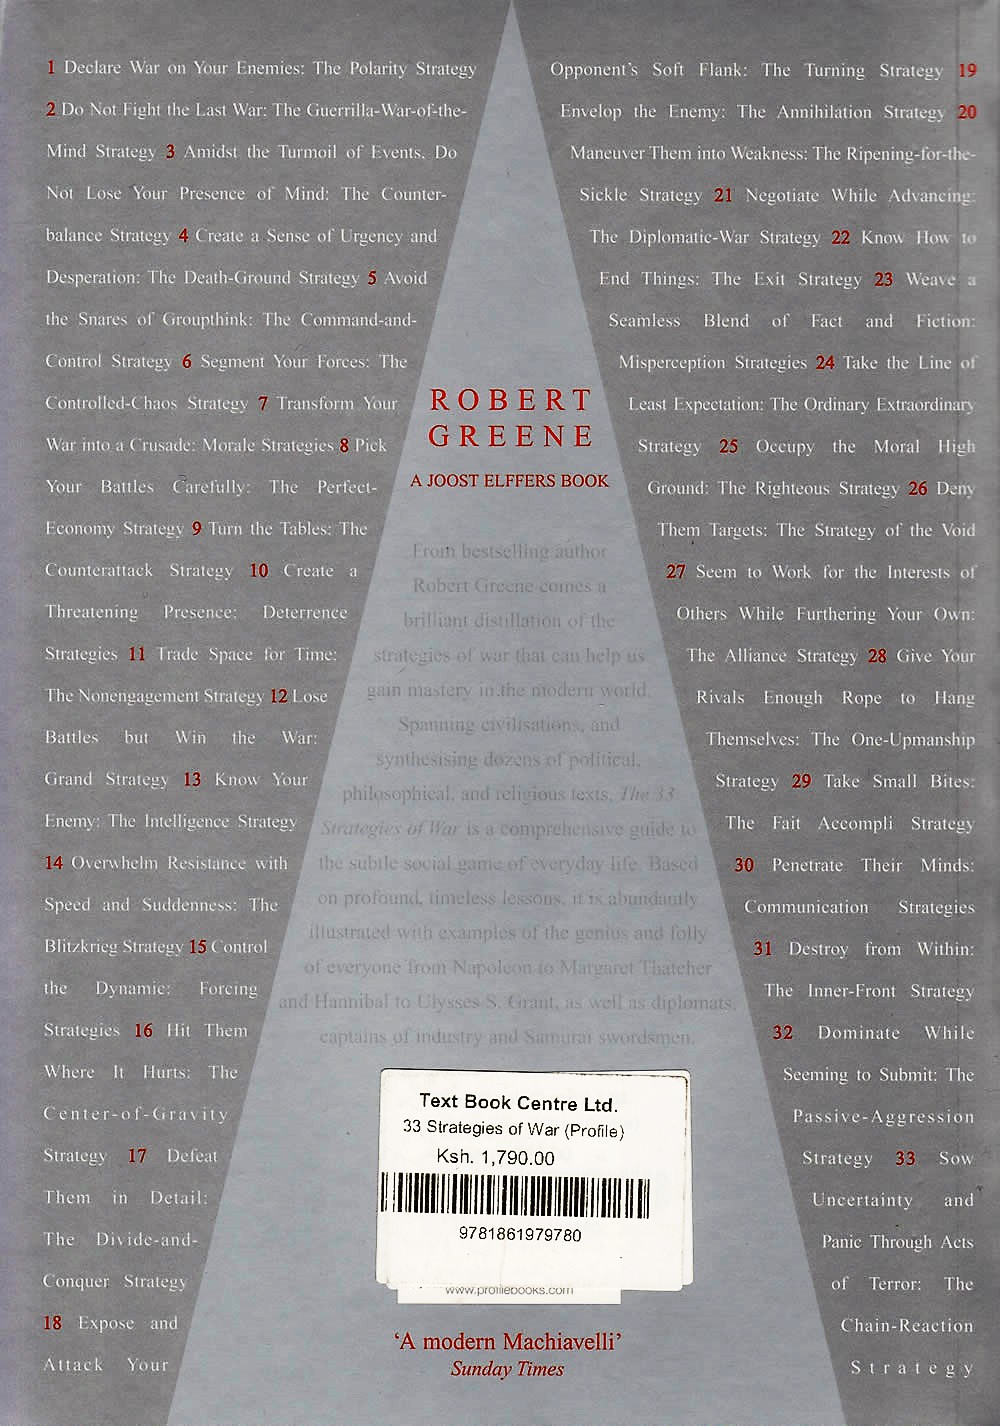 1 Declare War on Your Enemies: The Polarity Strategy
2 Do Not Fight the Last War: The Guerrilla-War-of-the-
Mind Strategy 3 Amidst the Turmoil of Events, Do
Not Lose Your Presence of Mind: The Counter-
balance Strategy 4 Create a Sense of Urgency and
Desperation: The Death-Ground Strategy 5 Avoid
the Snares of Groupthink: The Command-and-
Control Strategy 6 Segment Your Forces: The
Controlled-Chaos Strategy 7 Transform Your
War into a Crusade: Morale Strategies 8 Pick
Your Battles Carefully: The Perfect-
Economy Strategy 9 Turn the Tables: The
Counterattack Strategy 10 Create a
Threatening Presence: Deterrence
Strategies 11 Trade Space for Time:
The Nonengagement Strategy 12 Lose
Battles but Win the War:
Grand Strategy 13 Know Your
Enemy: The Intelligence Strategy
14 Overwhelm Resistance with
Speed and Suddenness: The
Blitzkrieg Strategy 15 Control
the Dynamic: Forcing
Strategies 16 Hit Them
Where It Hurts: The
Center-of-Gravity
Strategy 17 Defeat
Them in Detail:
The Divide-and-
Conquer Strategy
18 Expose and
Attack Your
Opponent's Soft Flank: The Turning Strategy 19
Envelop the Enemy: The Annihilation Strategy 20
Maneuver Them into Weakness: The Ripening-for-the-
Sickle Strategy 21 Negotiate While Advancing:
The Diplomatic-War Strategy 22 Know How to
End Things: The Exit Strategy 23 Weave a
Seamless Blend of Fact and Fiction:
Misperception Strategies 24 Take the Line of
Least Expectation: The Ordinary Extraordinary
Strategy 25 Occupy the Moral High
Ground: The Righteous Strategy 26 Deny
Them Targets: The Strategy of the Void
27 Seem to Work for the Interests of
Others While Furthering Your Own:
The Alliance Strategy 28 Give Your
Rivals Enough Rope to Hang
Themselves: The One-Upmanship
Strategy 29 Take Small Bites:
The Fait Accompli Strategy
30 Penetrate Their Minds:
Communication Strategies
31 Destroy from Within:
The Inner-Front Strategy
32 Dominate While
Seeming to Submit: The
Passive-Aggression
Strategy 33 Sow
Uncertainty and
Panic Through Acts
of Terror: The
Chain-Reaction
Strategy
ROBERT
GREENE
A JOOST ELFFERS BOOK
From bestselling author
Robert Greene comes a
brilliant distillation of the
strategies of war that can help us
gain mastery in the modern world.
Spanning civilisations, and
synthesising dozens of political,
philosophical, and religious texts, The 33
Strategies of War is a comprehensive guide to
the subtle social game of everyday life. Based
on profound, timeless lessons, it is abundantly
illustrated with examples of the genius and folly
of everyone from Napoleon to Margaret Thatcher
and Hannibal to Ulysses S. Grant, as well as diplomats,
captains of industry and Samurai swordsmen.
Text Book Centre Ltd.
33 Strategies of War (Profile)
Ksh. 1,790.00
9781861979780
www.profilebooks.com
'A modern Machiavelli'
Sunday Times